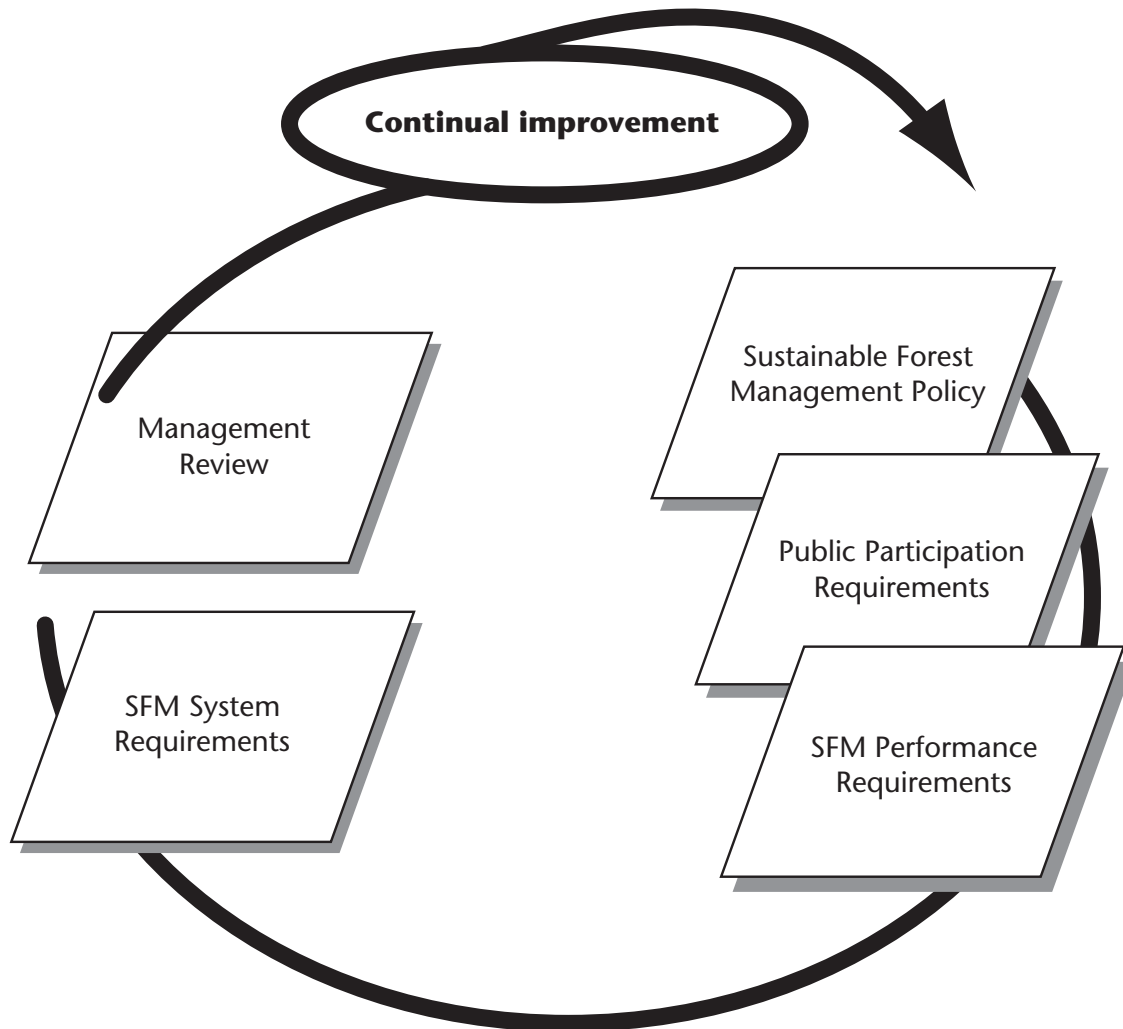 Continual improvement
Sustainable Forest
Management Policy
Public Participation
Requirements
SFM Performance
Requirements
SFM System
Requirements
Management
Review